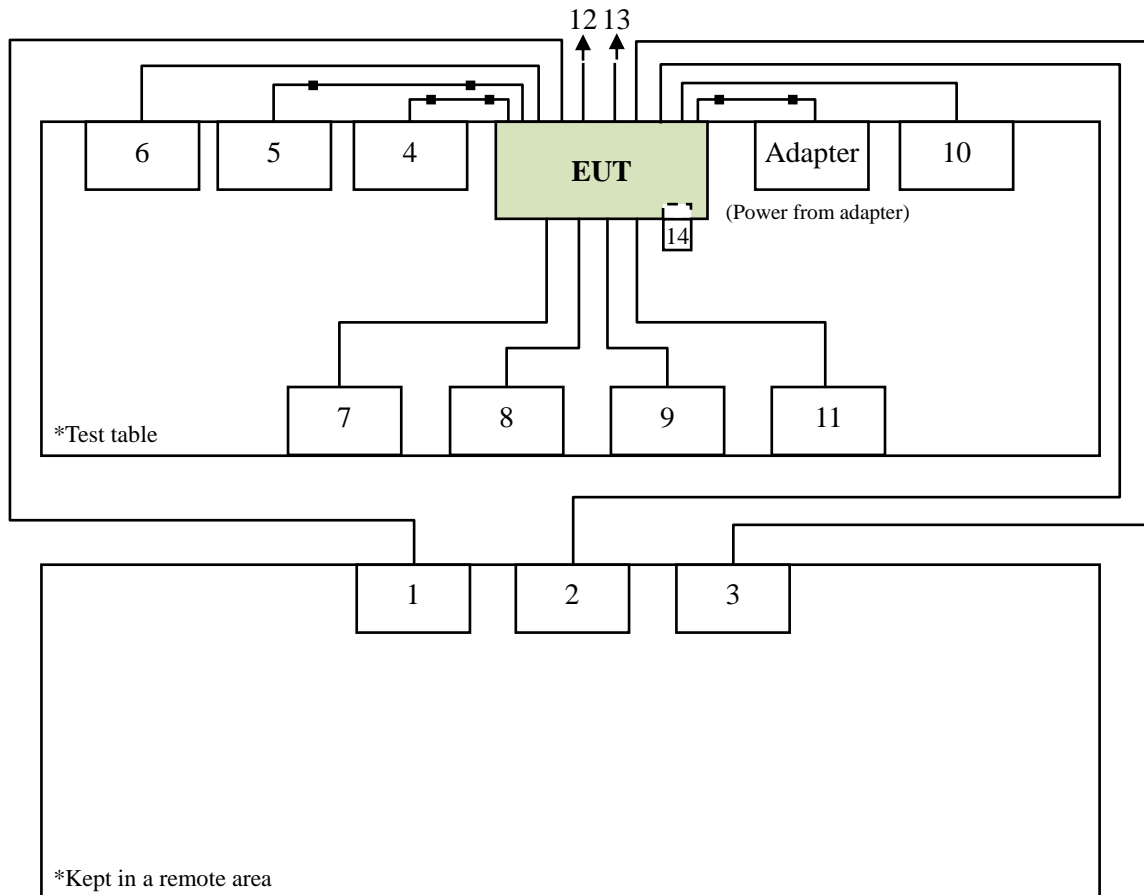 12 13
6 5 4 EUT Adapter 10
(Power from adapter)
14
7 8 9 11
*Test table
1 2 3
*Kept in a remote area